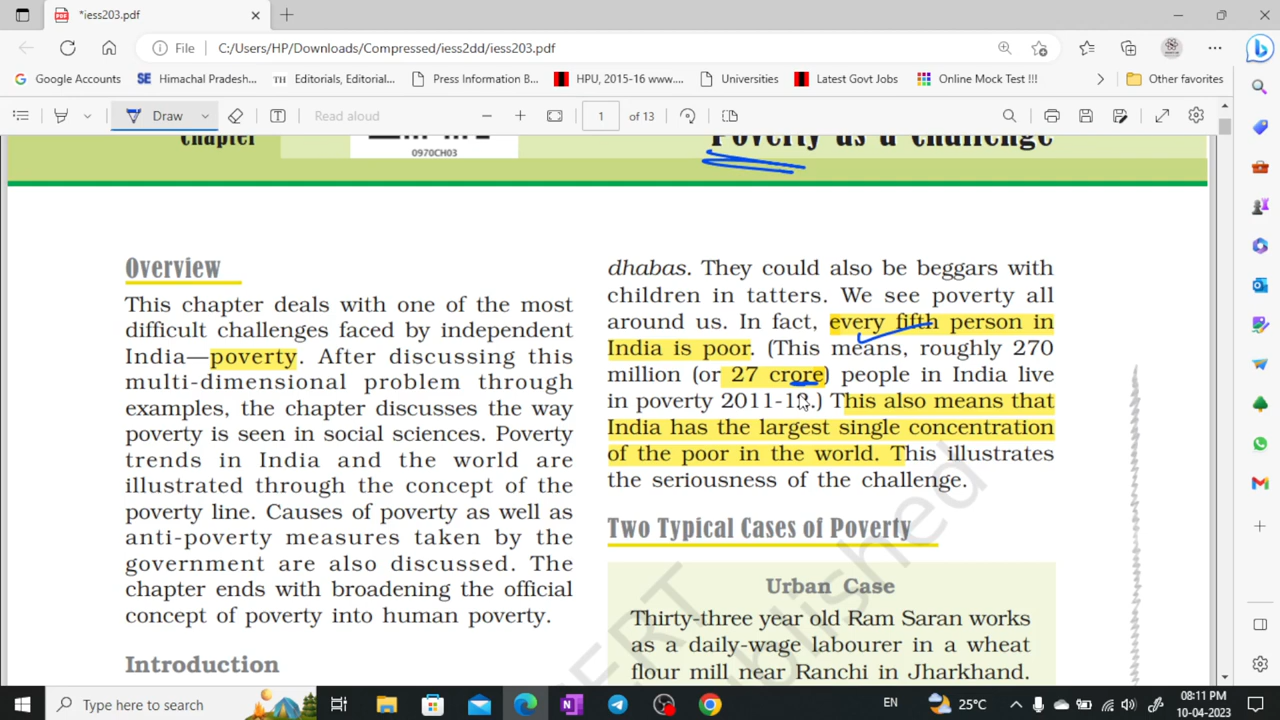 *iess203.pdf
File C:/Users/HP/Downloads/Compressed/iess2dd/iess203.pdf
Google Accounts SE Himachal Pradesh... TH Editorials, Editorial... Press Information B... HPU, 2015-16 www.... Universities Latest Govt Jobs Online Mock Test !!! Other favorites
Draw Read aloud 1 of 13
Chapter
0970CH03
Poverty as a Challenge
Overview
This chapter deals with one of the most
difficult challenges faced by independent
India—poverty. After discussing this
multi-dimensional problem through
examples, the chapter discusses the way
poverty is seen in social sciences. Poverty
trends in India and the world are
illustrated through the concept of the
poverty line. Causes of poverty as well as
anti-poverty measures taken by the
government are also discussed. The
chapter ends with broadening the official
concept of poverty into human poverty.
Introduction
dhabas. They could also be beggars with
children in tatters. We see poverty all
around us. In fact, every fifth person in
India is poor. (This means, roughly 270
million (or 27 crore) people in India live
in poverty 2011-12.) This also means that
India has the largest single concentration
of the poor in the world. This illustrates
the seriousness of the challenge.
Two Typical Cases of Poverty
Urban Case
Thirty-three year old Ram Saran works
as a daily-wage labourer in a wheat
flour mill near Ranchi in Jharkhand.
Type here to search
EN
25°C
08:11 PM
10-04-2023